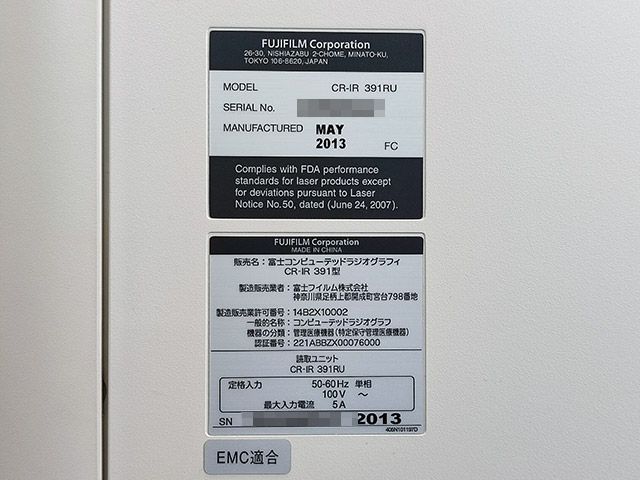 FUJIFILM Corporation
26-30, NISHIAZABU 2-CHOME, MINATO-KU,
TOKYO 106-8620, JAPAN
MODEL CR-IR 391RU
SERIAL No.
MANUFACTURED MAY
2013 FC
Complies with FDA performance
standards for laser products except
for deviations pursuant to Laser
Notice No.50, dated (June 24, 2007).
FUJIFILM Corporation
MADE IN CHINA
販売名：富士コンピューテッドラジオグラフィ
CR-IR 391型
製造販売業者：富士フイルム株式会社
神奈川県足柄上郡開成町宮台798番地
製造販売業許可番号：14B2X10002
一般的名称：コンピューテッドラジオグラフ
機器の分類：管理医療機器（特定保守管理医療機器）
認証番号：221ABBZX00076000
読取ユニット
CR-IR 391RU
定格入力 50-60Hz 単相
100V ～
最大入力電流 5A
SN 2013
406N101197D
EMC適合